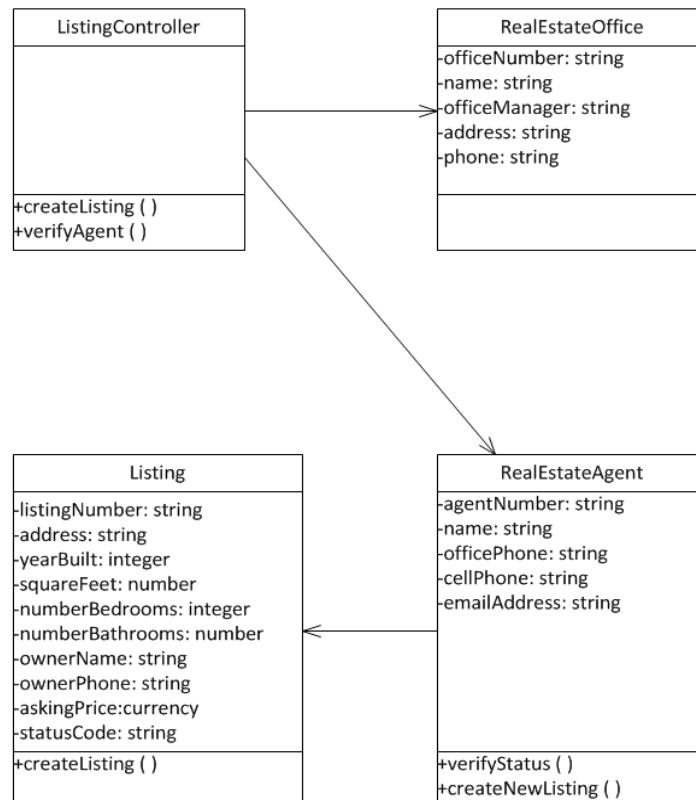 ListingController
+createListing ( )
+verifyAgent ( )
RealEstateOffice
-officeNumber: string
-name: string
-officeManager: string
-address: string
-phone: string
Listing
-listingNumber: string
-address: string
-yearBuilt: integer
-squareFeet: number
-numberBedrooms: integer
-numberBathrooms: number
-ownerName: string
-ownerPhone: string
-askingPrice:currency
-statusCode: string
+createListing ( )
RealEstateAgent
-agentNumber: string
-name: string
-officePhone: string
-cellPhone: string
-emailAddress: string
+verifyStatus ( )
+createNewListing ( )